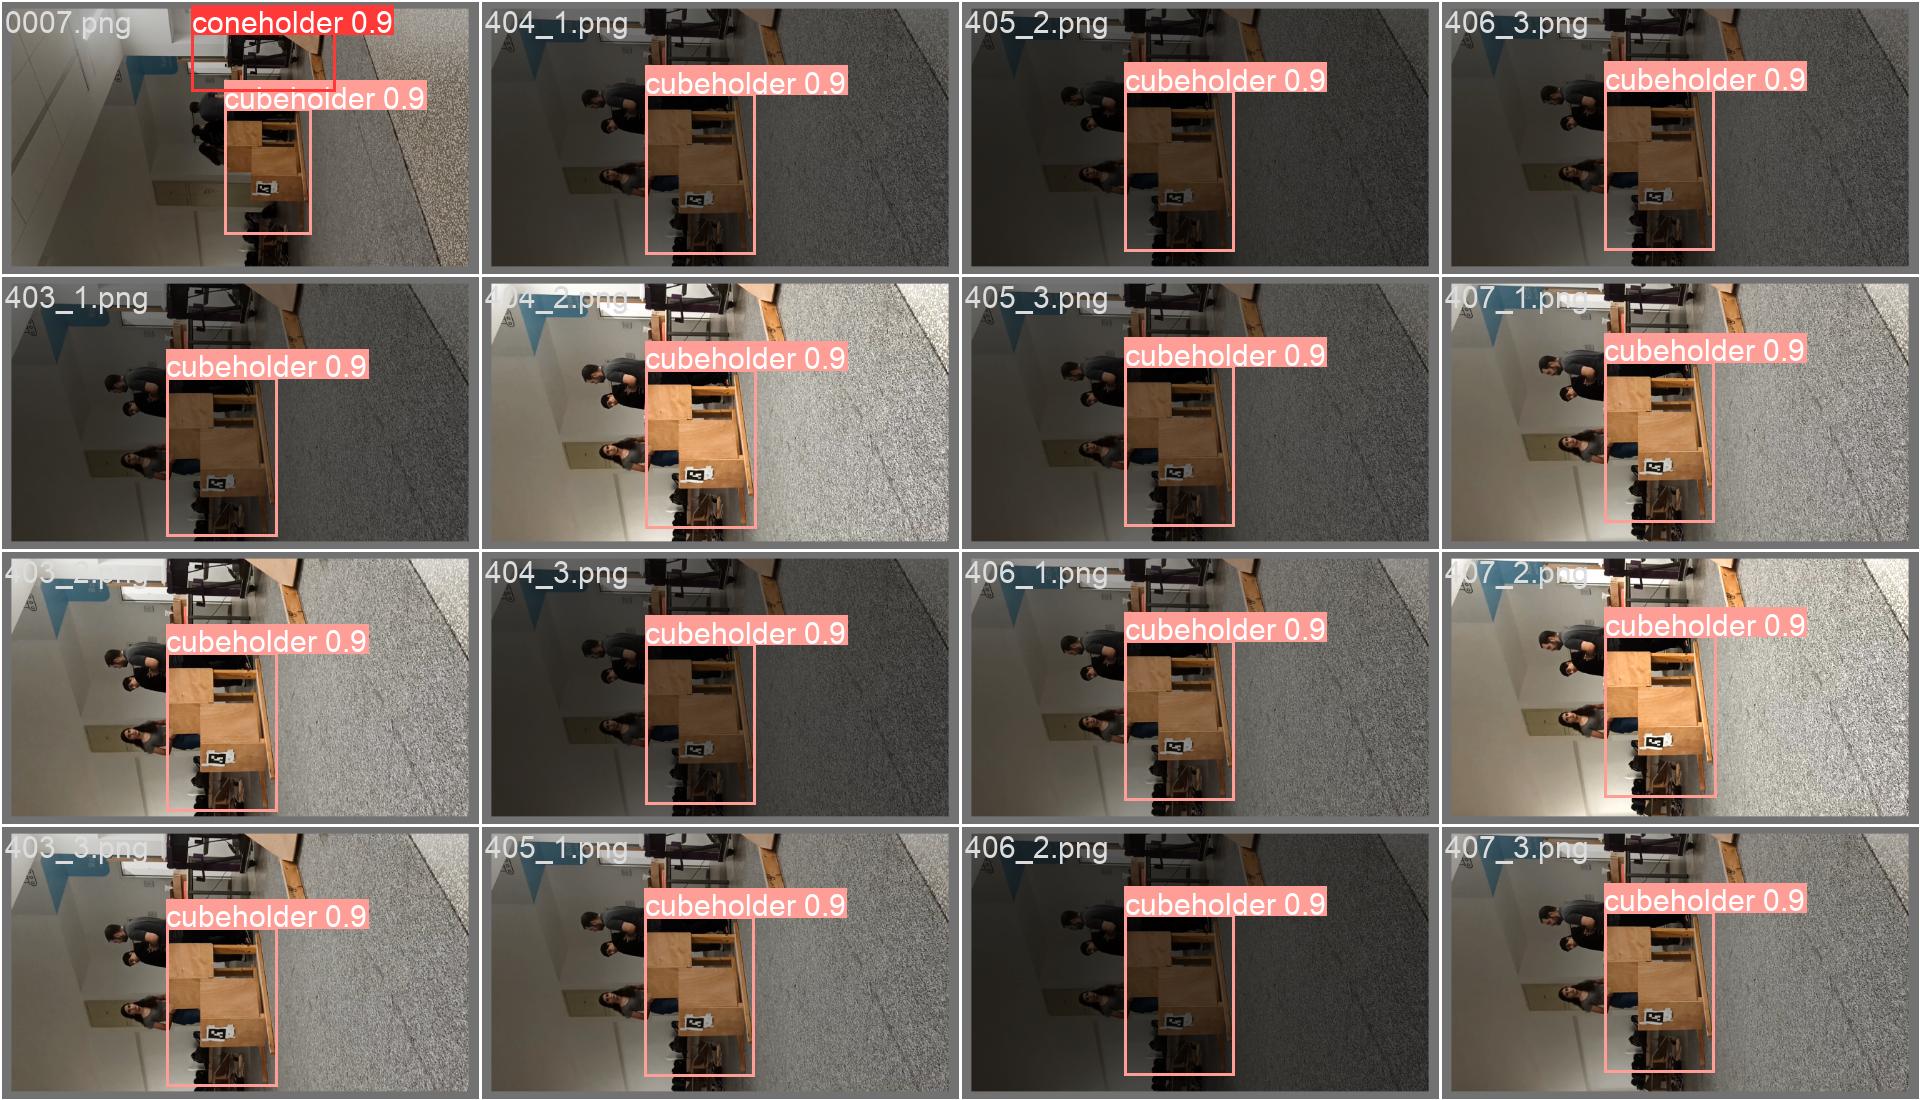 0007.png
coneholder 0.9
cubeholder 0.9
404_1.png
cubeholder 0.9
405_2.png
cubeholder 0.9
406_3.png
cubeholder 0.9
403_1.png
cubeholder 0.9
404_2.png
cubeholder 0.9
405_3.png
cubeholder 0.9
407_1.png
cubeholder 0.9
403_2.png
cubeholder 0.9
404_3.png
cubeholder 0.9
406_1.png
cubeholder 0.9
407_2.png
cubeholder 0.9
403_3.png
cubeholder 0.9
405_1.png
cubeholder 0.9
406_2.png
cubeholder 0.9
407_3.png
cubeholder 0.9